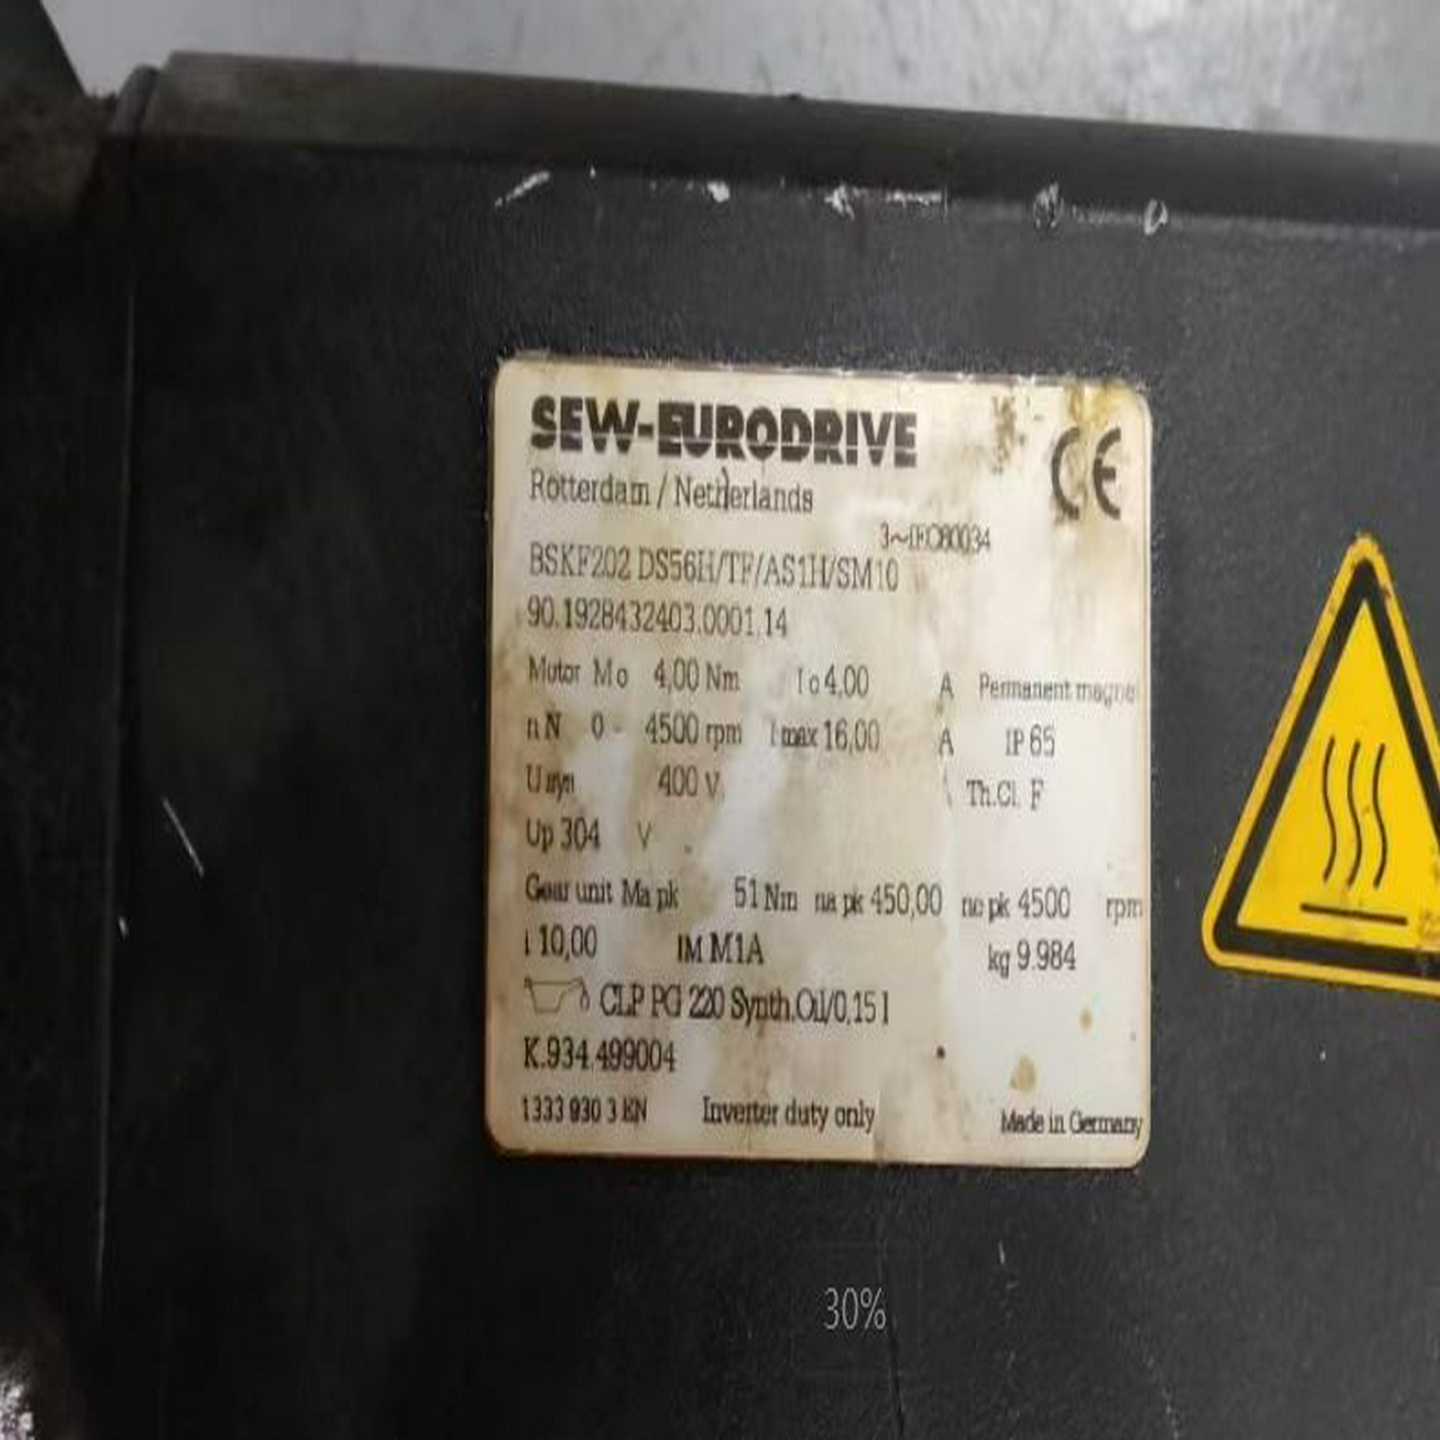 SEW-EURODRIVE
CE
Rotterdam / Netherlands
3~IEC60034
BSKF202 DS56H/TF/AS1H/SM10
90.1928432403.0001.14
Motor Mo 4,00 Nm Io 4,00 A Permanent magne
nN 0 - 4500 rpm Imax 16,00 A IP 65
Usys 400 V Th.Cl. F
Up 304 V
Gear unit Ma pk 51 Nm na pk 450,00 ne pk 4500 rpm
i 10,00 IM M1A kg 9.984
CLP PG 220 Synth.Oil/0,15 l
K.934.499004
1333 930 3 EN Inverter duty only Made in Germany
30%